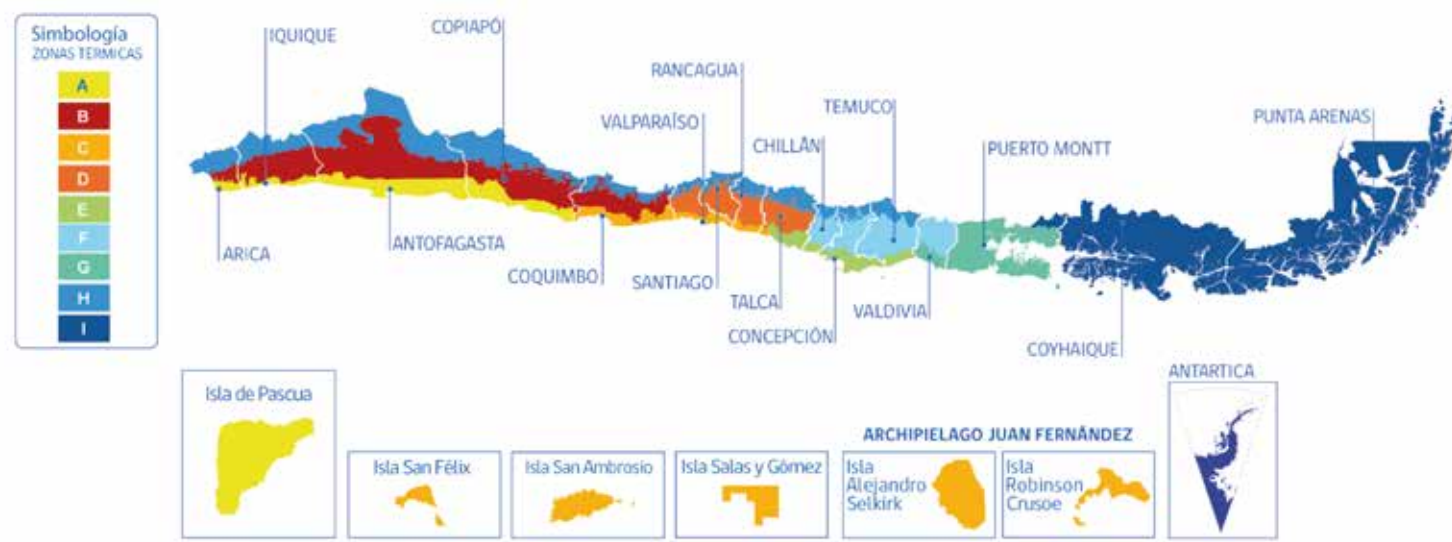 Simbología
ZONAS TÉRMICAS
A
B
C
D
E
F
G
H
I
IQUIQUE
COPIAPÓ
RANCAGUA
VALPARAÍSO
TEMUCO
CHILLÁN
PUERTO MONTT
PUNTA ARENAS
ARICA
ANTOFAGASTA
COQUIMBO
SANTIAGO
TALCA
CONCEPCIÓN
VALDIVIA
COYHAIQUE
ANTARTICA
Isla de Pascua
ARCHIPIELAGO JUAN FERNÁNDEZ
Isla San Félix
Isla San Ambrosio
Isla Salas y Gómez
Isla
Alejandro
Selkirk
Isla
Robinson
Crusoe